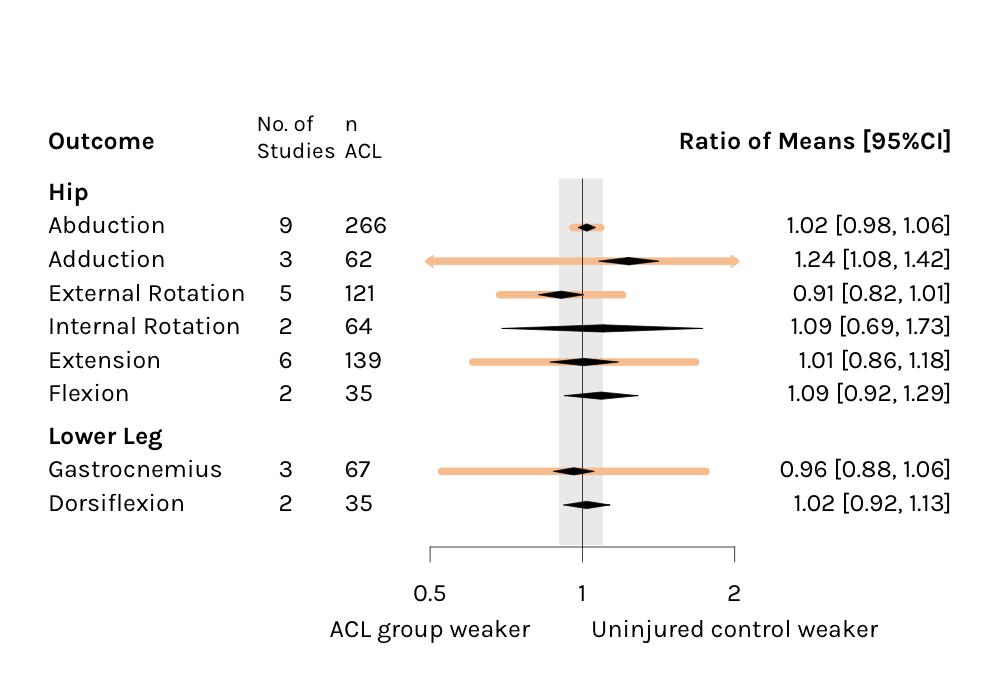 Outcome No. of Studies n ACL Ratio of Means [95%CI]
Hip
Abduction 9 266 1.02 [0.98, 1.06]
Adduction 3 62 1.24 [1.08, 1.42]
External Rotation 5 121 0.91 [0.82, 1.01]
Internal Rotation 2 64 1.09 [0.69, 1.73]
Extension 6 139 1.01 [0.86, 1.18]
Flexion 2 35 1.09 [0.92, 1.29]
Lower Leg
Gastrocnemius 3 67 0.96 [0.88, 1.06]
Dorsiflexion 2 35 1.02 [0.92, 1.13]
0.5 1 2
ACL group weaker Uninjured control weaker